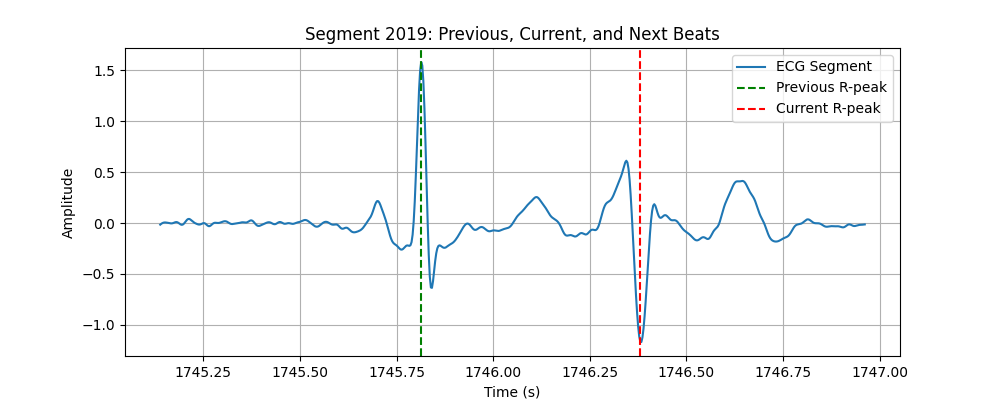 Segment 2019: Previous, Current, and Next Beats
ECG Segment
Previous R-peak
Current R-peak
Amplitude
1.5
1.0
0.5
0.0
−0.5
−1.0
1745.25 1745.50 1745.75 1746.00 1746.25 1746.50 1746.75 1747.00
Time (s)